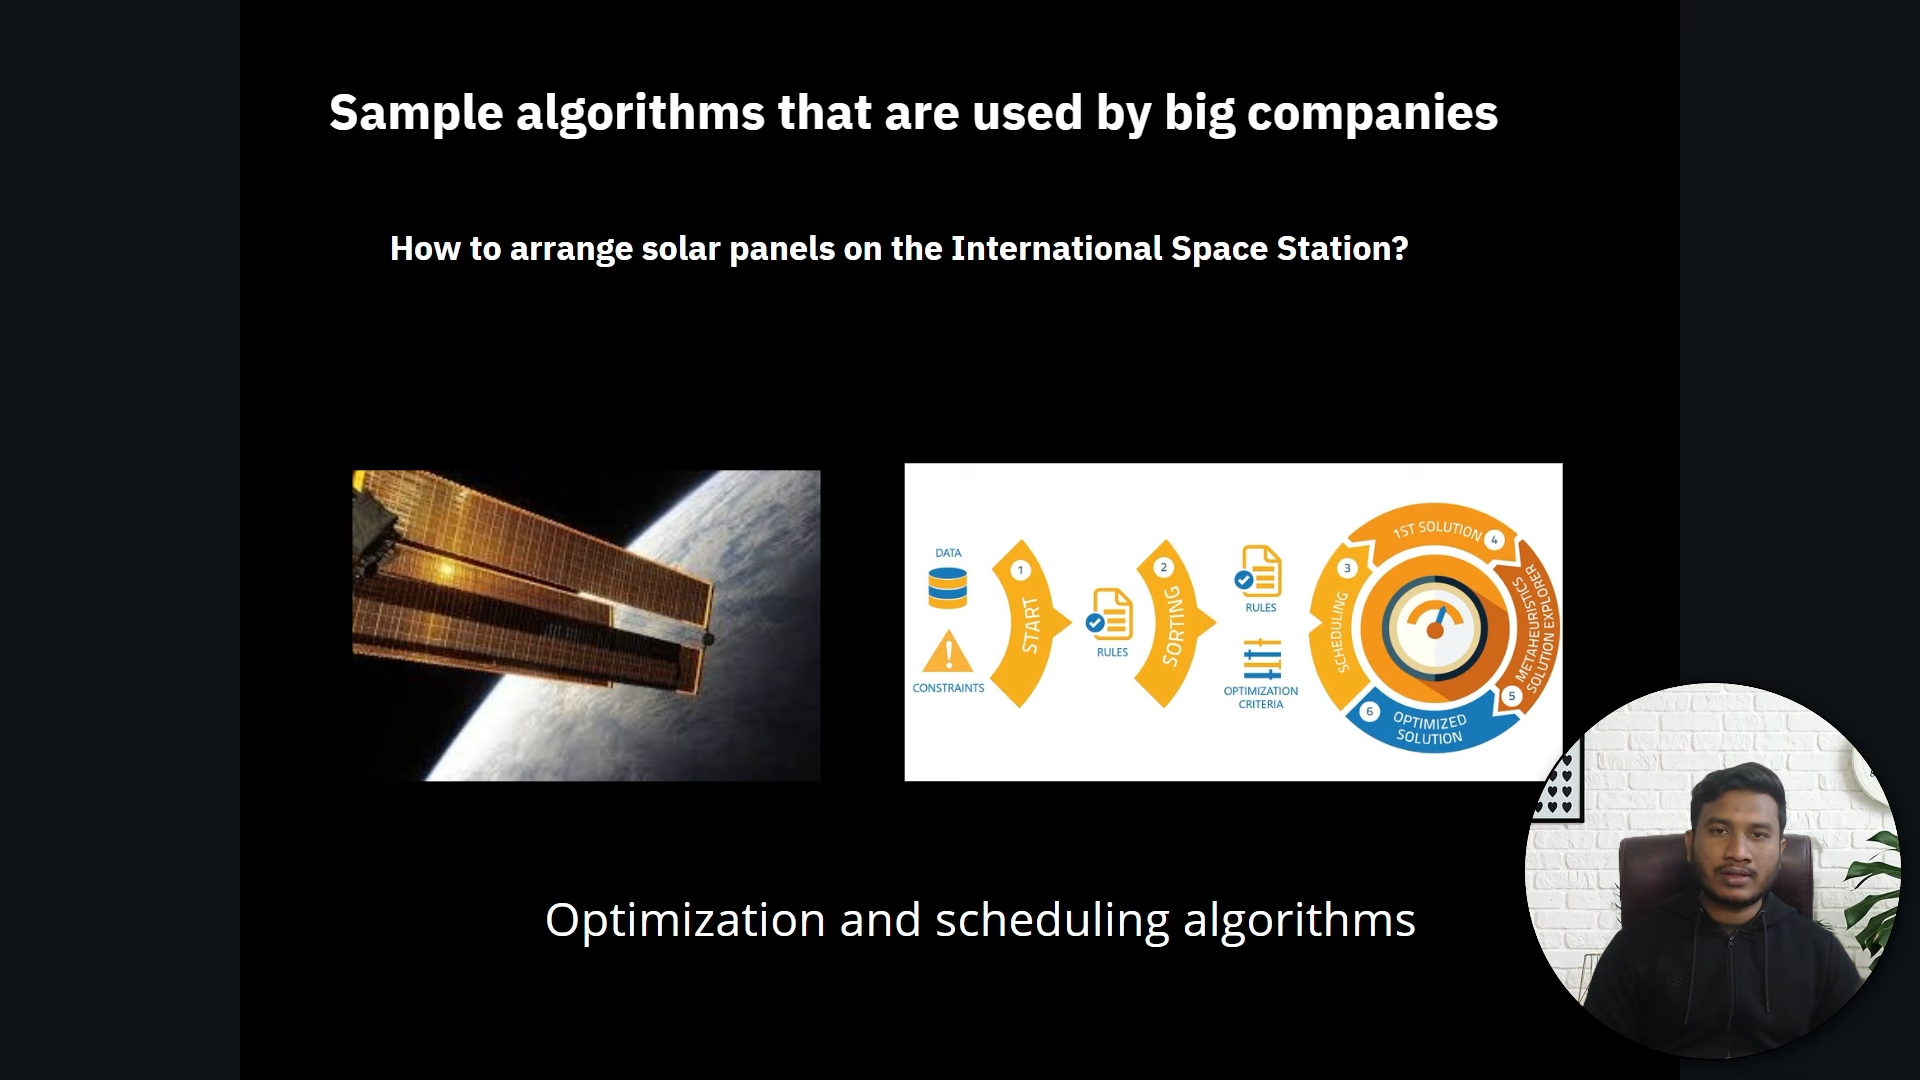 Sample algorithms that are used by big companies
How to arrange solar panels on the International Space Station?
DATA
CONSTRAINTS
1
START
RULES
2
SORTING
RULES
OPTIMIZATION
CRITERIA
3
SCHEDULING
1ST SOLUTION
4
METAHEURISTICS
SOLUTION EXPLORER
5
6
OPTIMIZED
SOLUTION
Optimization and scheduling algorithms